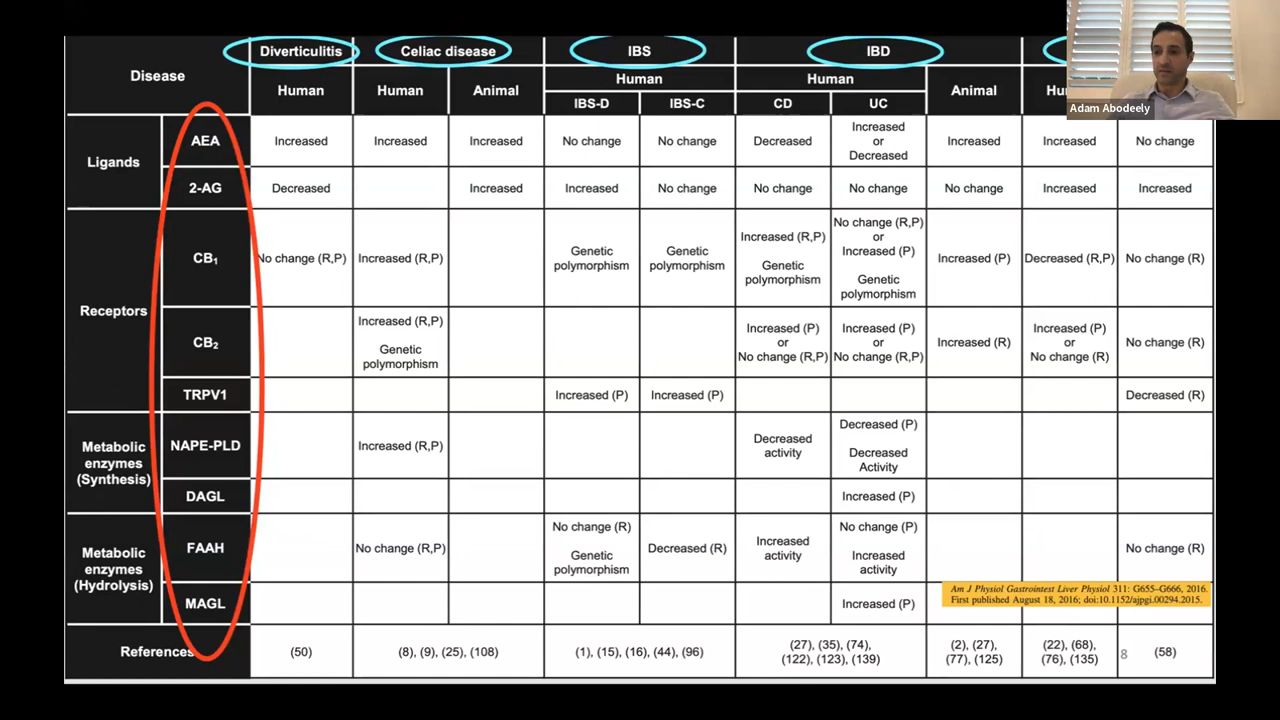 Disease
Diverticulitis
Celiac disease
IBS
IBD
Human
Human
Animal
Human
Human
Animal
IBS-D
IBS-C
CD
UC
Adam Abodeely
Ligands
AEA
Increased
Increased
Increased
No change
No change
Decreased
Increased
or
Decreased
Increased
Increased
No change
2-AG
Decreased
Increased
Increased
No change
No change
No change
No change
Increased
Increased
Receptors
CB1
No change (R,P)
Increased (R,P)
Genetic
polymorphism
Genetic
polymorphism
Increased (R,P)
Genetic
polymorphism
No change (R,P)
or
Increased (P)
Genetic
polymorphism
Increased (P)
Decreased (R,P)
No change (R)
CB2
Increased (R,P)
Genetic
polymorphism
Increased (P)
or
No change (R,P)
Increased (P)
or
No change (R,P)
Increased (R)
Increased (P)
or
No change (R)
No change (R)
TRPV1
Increased (P)
Increased (P)
Decreased (R)
Metabolic
enzymes
(Synthesis)
NAPE-PLD
Increased (R,P)
Decreased
activity
Decreased (P)
Decreased
Activity
DAGL
Increased (P)
Metabolic
enzymes
(Hydrolysis)
FAAH
No change (R,P)
No change (R)
Genetic
polymorphism
Decreased (R)
Increased
activity
No change (P)
Increased
activity
No change (R)
MAGL
Increased (P)
Am J Physiol Gastrointest Liver Physiol 311: G655–G666, 2016.
First published August 18, 2016; doi:10.1152/ajpgi.00294.2015.
References
(50)
(8), (9), (25), (108)
(1), (15), (16), (44), (96)
(27), (35), (74),
(122), (123), (139)
(2), (27),
(77), (125)
(22), (68),
(76), (135)
8
(58)